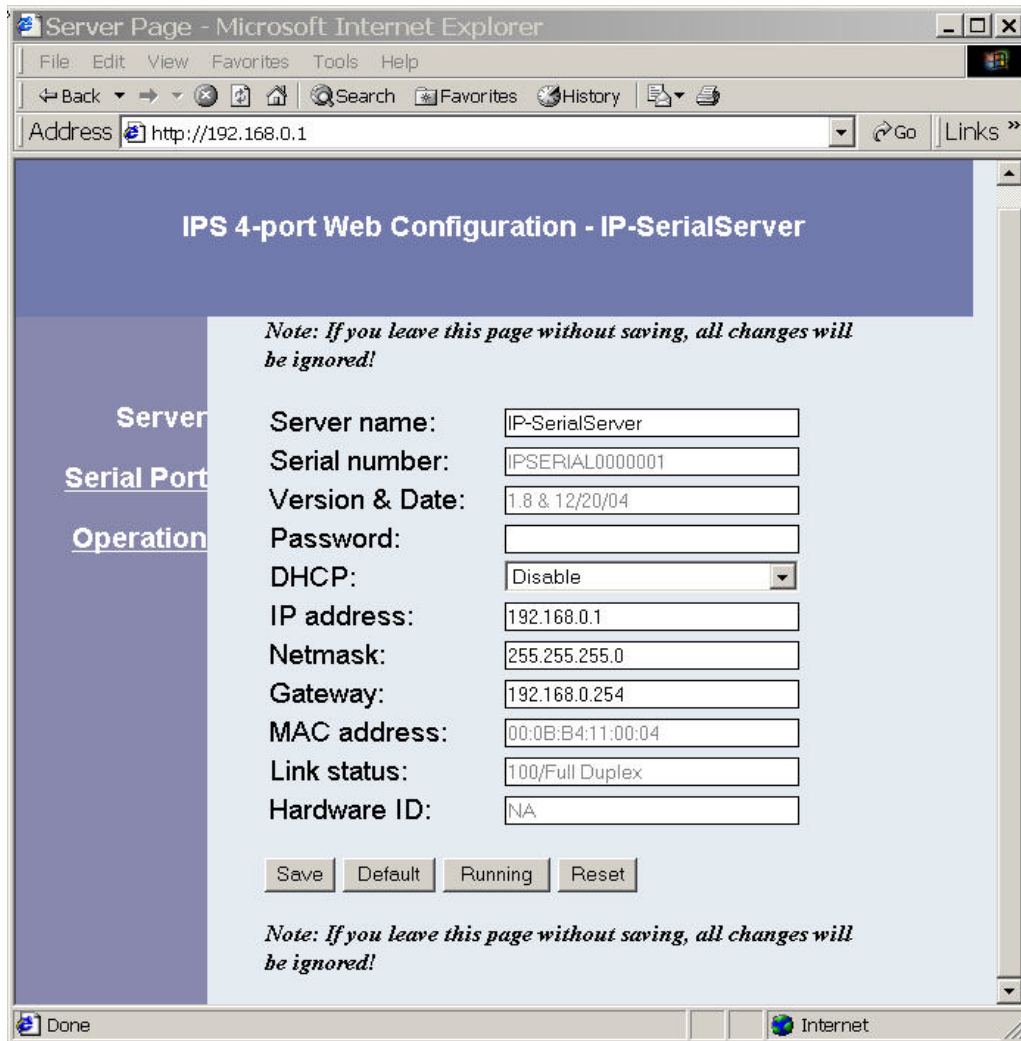 Server Page - Microsoft Internet Explorer
File Edit View Favorites Tools Help
Back Search Favorites History
Address http://192.168.0.1 Go Links »
IPS 4-port Web Configuration - IP-SerialServer
Note: If you leave this page without saving, all changes will
be ignored!
Server
Serial Port
Operation
Server name: IP-SerialServer
Serial number: IPSERIAL0000001
Version & Date: 1.8 & 12/20/04
Password:
DHCP: Disable
IP address: 192.168.0.1
Netmask: 255.255.255.0
Gateway: 192.168.0.254
MAC address: 00:0B:B4:11:00:04
Link status: 100/Full Duplex
Hardware ID: NA
Save Default Running Reset
Note: If you leave this page without saving, all changes will
be ignored!
Done Internet